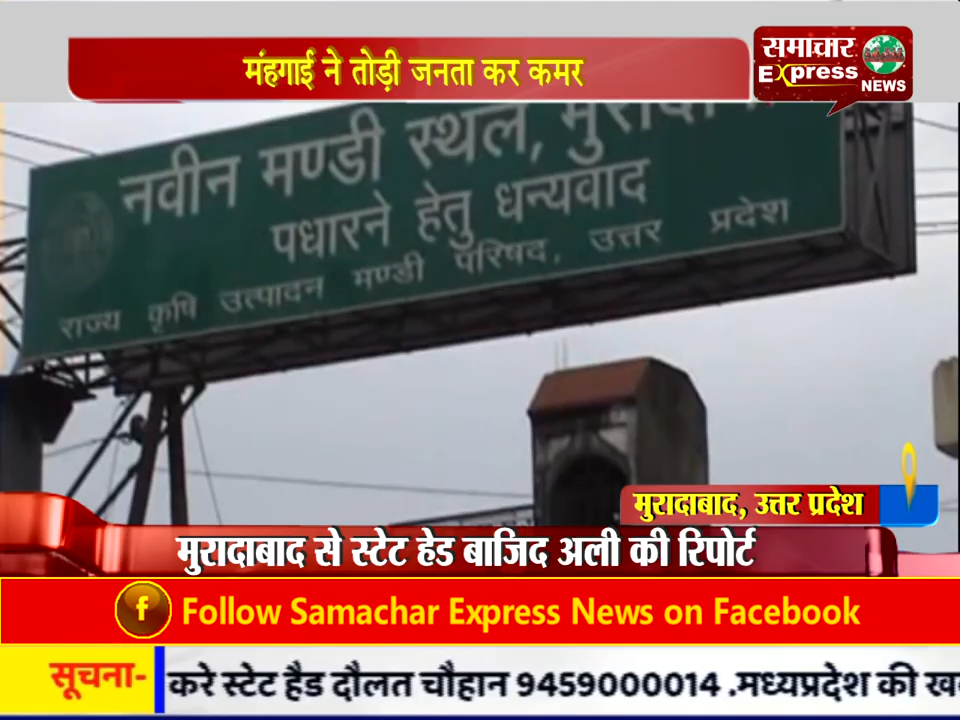 मंहगाई ने तोड़ी जनता कर कमर
समाचार
Express
NEWS
नवीन मण्डी स्थल,
पधारने हेतु धन्यवाद
राज्य कृषि उत्पादन मण्डी परिषद, उत्तर प्रदेश
मुरादाबाद, उत्तर प्रदेश
मुरादाबाद से स्टेट हेड बाजिद अली की रिपोर्ट
f Follow Samachar Express News on Facebook
सूचना- करे स्टेट हैड दौलत चौहान 9459000014 .मध्यप्रदेश की